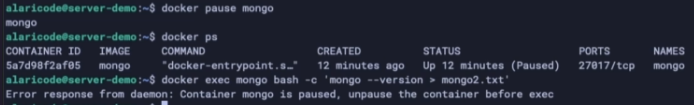 alaricode@server-demo:~$ docker pause mongo
mongo
alaricode@server-demo:~$ docker ps
CONTAINER ID IMAGE COMMAND CREATED STATUS PORTS NAMES
5a7d98f2af05 mongo "docker-entrypoint.s…" 12 minutes ago Up 12 minutes (Paused) 27017/tcp mongo
alaricode@server-demo:~$ docker exec mongo bash -c 'mongo --version > mongo2.txt'
Error response from daemon: Container mongo is paused, unpause the container before exec